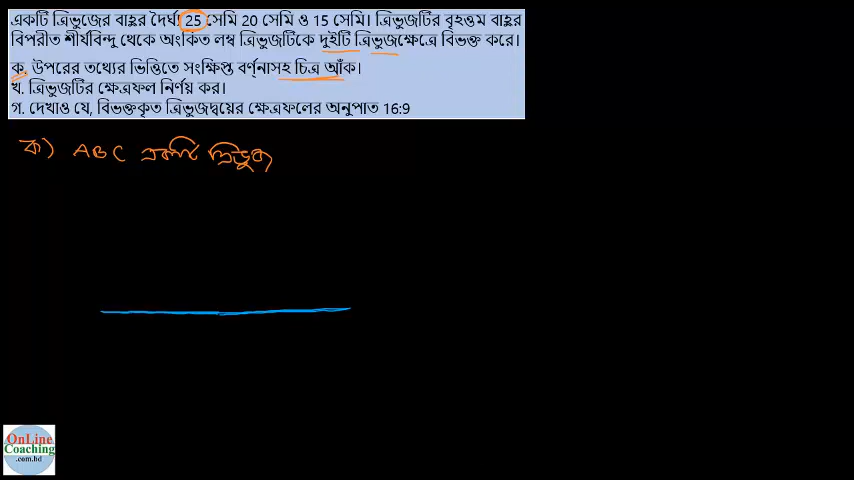 একটি ত্রিভুজের বাহুর দৈর্ঘ্য 25 সেমি 20 সেমি ও 15 সেমি। ত্রিভুজটির বৃহত্তম বাহুর
বিপরীত শীর্ষবিন্দু থেকে অংকিত লম্ব ত্রিভুজটিকে দুইটি ত্রিভুজক্ষেত্রে বিভক্ত করে।
ক. উপরের তথ্যের ভিত্তিতে সংক্ষিপ্ত বর্ণ্নাসহ চিত্র আঁক।
খ. ত্রিভুজটির ক্ষেত্রফল নির্ণয় কর।
গ. দেখাও যে, বিভক্তকৃত ত্রিভুজদ্বয়ের ক্ষেত্রফলের অনুপাত 16:9
ক) ABC একটি ত্রিভুজ
OnLine
Coaching
.com.bd